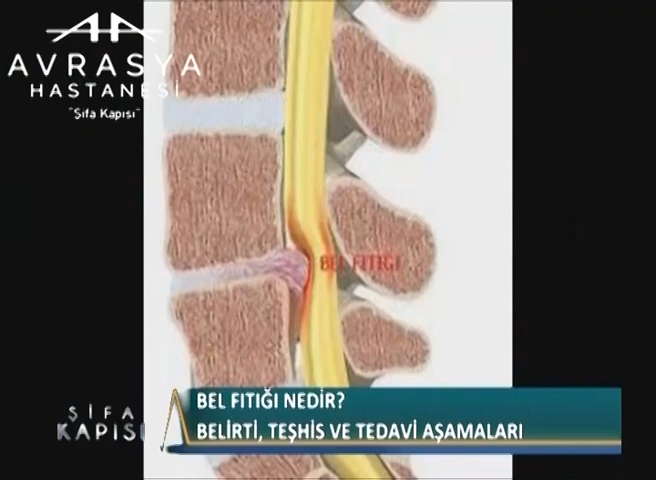 AVRASYA
HASTANESİ
"Şifa Kapısı"
BEL FITIĞI
BEL FITIĞI NEDİR?
ŞİFA
KAPISI
BELİRTİ, TEŞHİS VE TEDAVİ AŞAMALARI